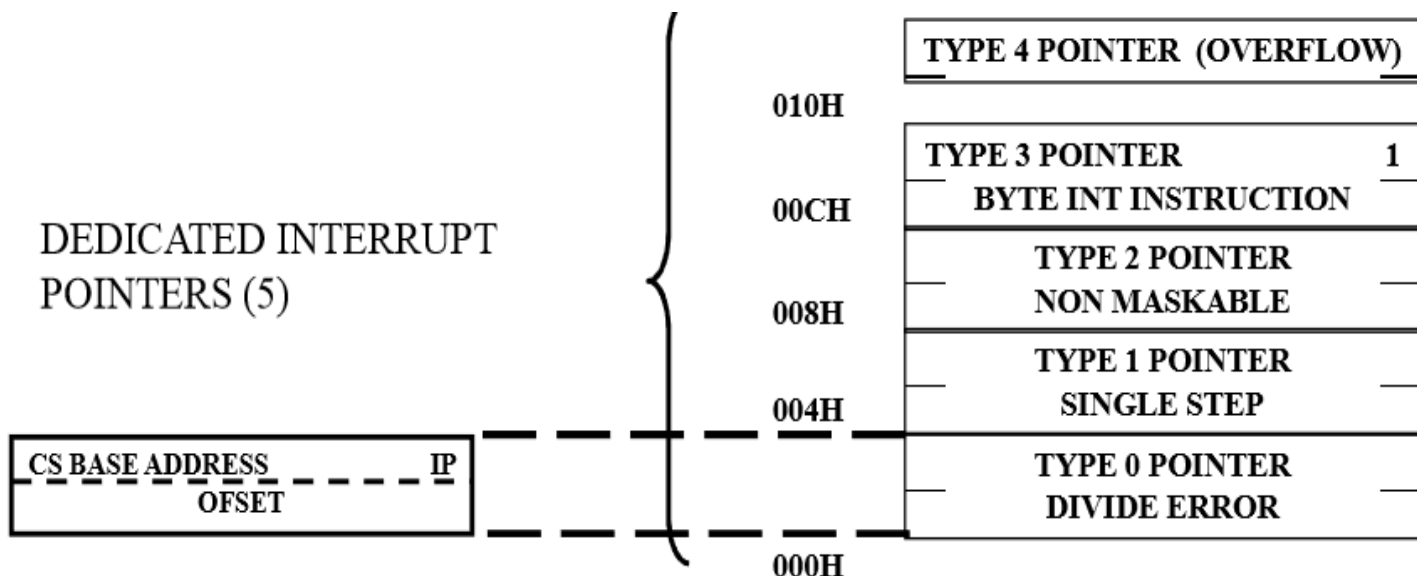 TYPE 4 POINTER (OVERFLOW)
010H
TYPE 3 POINTER 1
BYTE INT INSTRUCTION
00CH
DEDICATED INTERRUPT
POINTERS (5)
TYPE 2 POINTER
NON MASKABLE
008H
TYPE 1 POINTER
SINGLE STEP
004H
CS BASE ADDRESS IP
OFSET
TYPE 0 POINTER
DIVIDE ERROR
000H